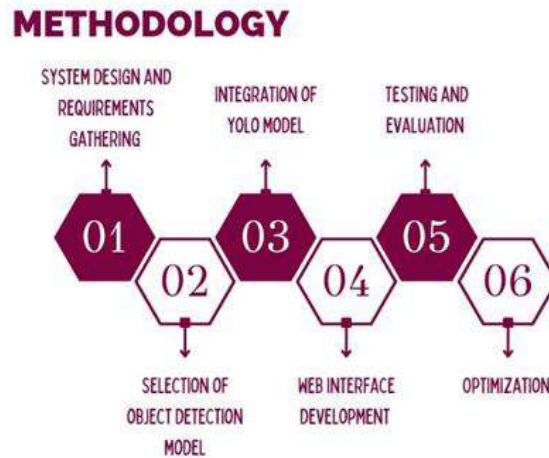 METHODOLOGY
SYSTEM DESIGN AND
REQUIREMENTS
GATHERING
INTEGRATION OF
YOLO MODEL
TESTING AND
EVALUATION
01
03
05
02
04
06
SELECTION OF
OBJECT DETECTION
MODEL
WEB INTERFACE
DEVELOPMENT
OPTIMIZATION